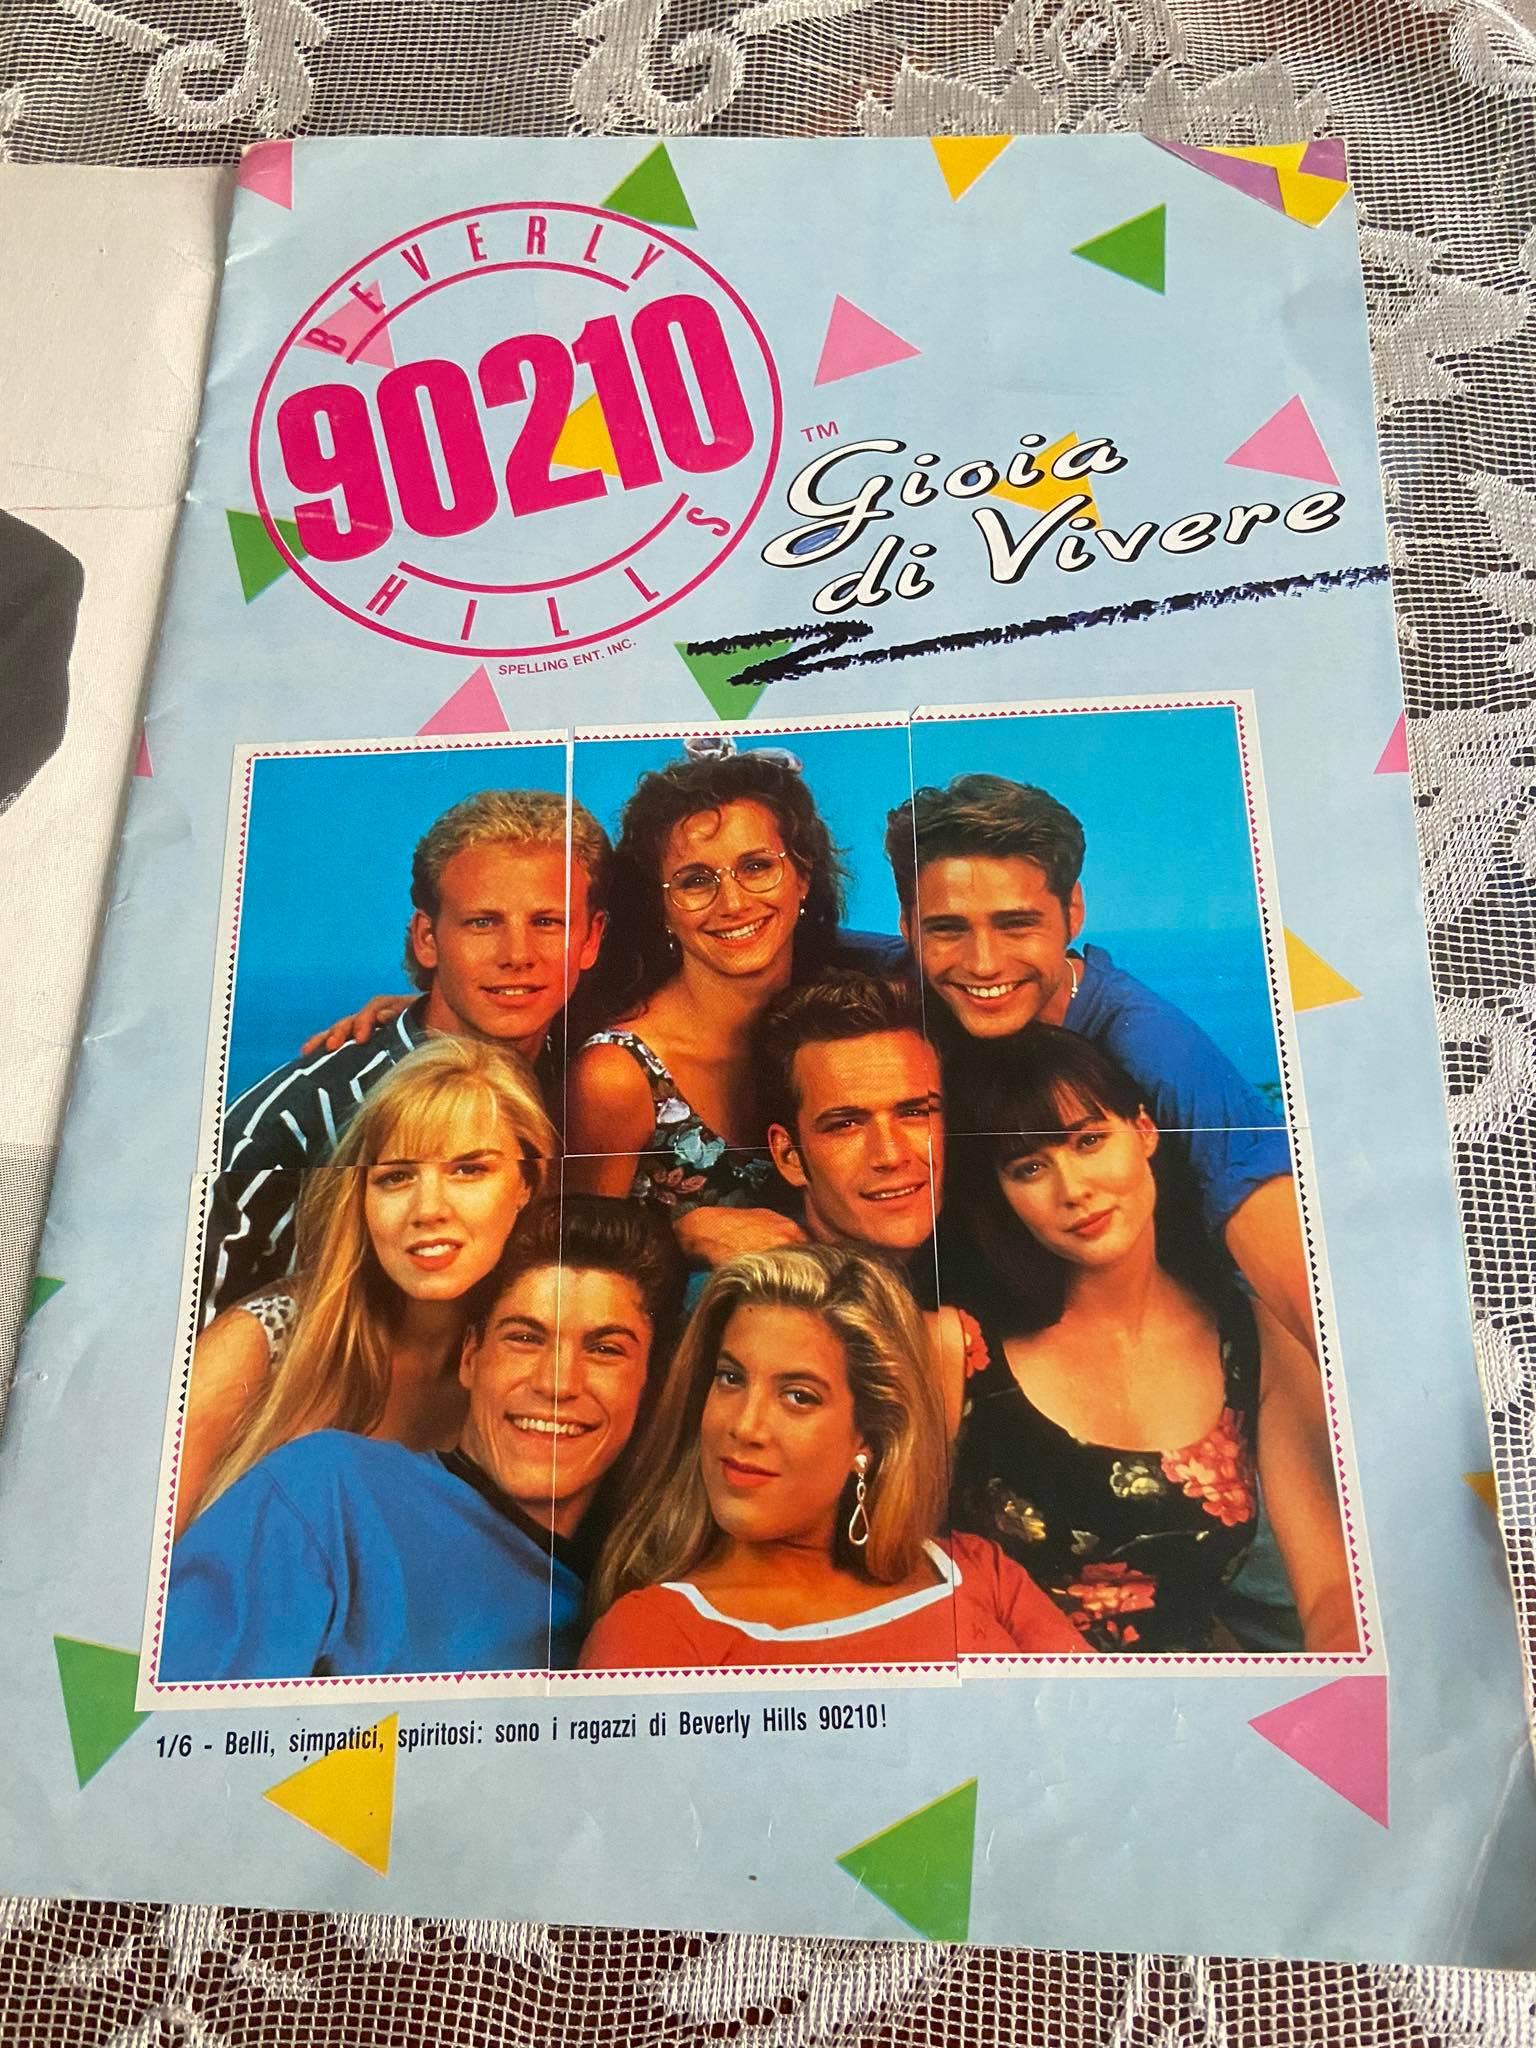 BEVERLY
90210
HILLS
TM
SPELLING ENT. INC.
Gioia
di Vivere
1/6 - Belli, simpatici, spiritosi: sono i ragazzi di Beverly Hills 90210!